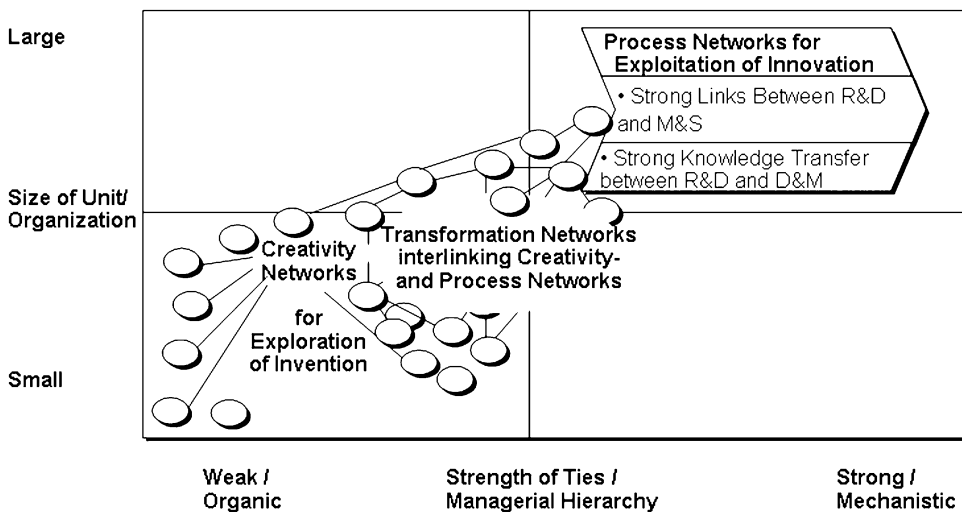 Large
Process Networks for
Exploitation of Innovation
• Strong Links Between R&D
and M&S
• Strong Knowledge Transfer
between R&D and D&M
Size of Unit/
Organization
Creativity
Networks
for
Exploration
of Invention
Transformation Networks
interlinking Creativity-
and Process Networks
Small
Weak /
Organic
Strength of Ties /
Managerial Hierarchy
Strong /
Mechanistic